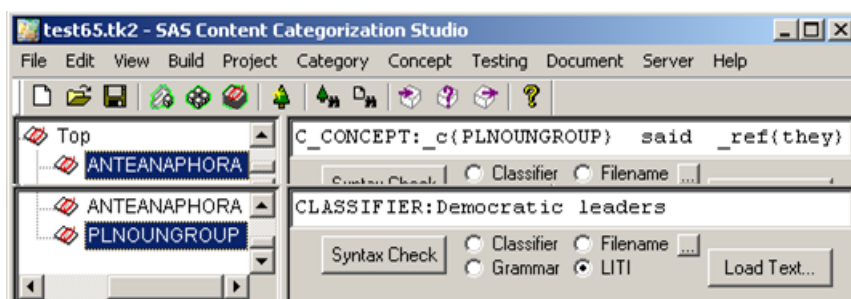 test65.tk2 - SAS Content Categorization Studio
File Edit View Build Project Category Concept Testing Document Server Help
Top
ANTEANAPHORA
C_CONCEPT:_c{PLNOUNGROUP} said _ref{they}
Syntax Check Classifier Filename ...
ANTEANAPHORA
PLNOUNGROUP
CLASSIFIER:Democratic leaders
Syntax Check Classifier Filename ...
Grammar LITI Load Text...